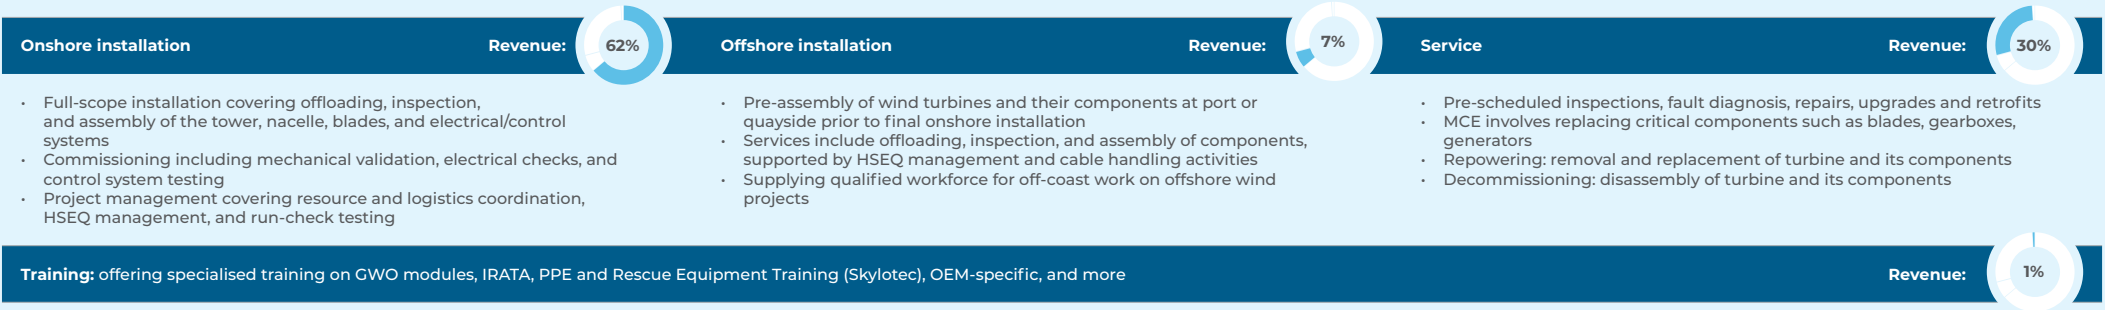 Onshore installation
Revenue:
62%
• Full-scope installation covering offloading, inspection,
and assembly of the tower, nacelle, blades, and electrical/control
systems
• Commissioning including mechanical validation, electrical checks, and
control system testing
• Project management covering resource and logistics coordination,
HSEQ management, and run-check testing
Offshore installation
Revenue:
7%
• Pre-assembly of wind turbines and their components at port or
quayside prior to final onshore installation
• Services include offloading, inspection, and assembly of components,
supported by HSEQ management and cable handling activities
• Supplying qualified workforce for off-coast work on offshore wind
projects
Service
Revenue:
30%
• Pre-scheduled inspections, fault diagnosis, repairs, upgrades and retrofits
• MCE involves replacing critical components such as blades, gearboxes,
generators
• Repowering: removal and replacement of turbine and its components
• Decommissioning: disassembly of turbine and its components
Training: offering specialised training on GWO modules, IRATA, PPE and Rescue Equipment Training (Skylotec), OEM-specific, and more
Revenue:
1%